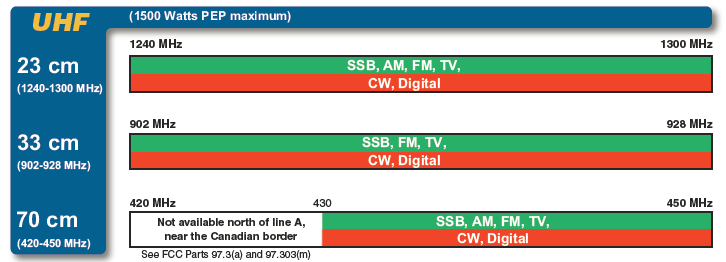 UHF
(1500 Watts PEP maximum)
23 cm
(1240-1300 MHz)
1240 MHz 1300 MHz
SSB, AM, FM, TV,
CW, Digital
33 cm
(902-928 MHz)
902 MHz 928 MHz
SSB, FM, TV,
CW, Digital
70 cm
(420-450 MHz)
420 MHz 430 450 MHz
Not available north of line A,
near the Canadian border
SSB, AM, FM, TV,
CW, Digital
See FCC Parts 97.3(a) and 97.303(m)